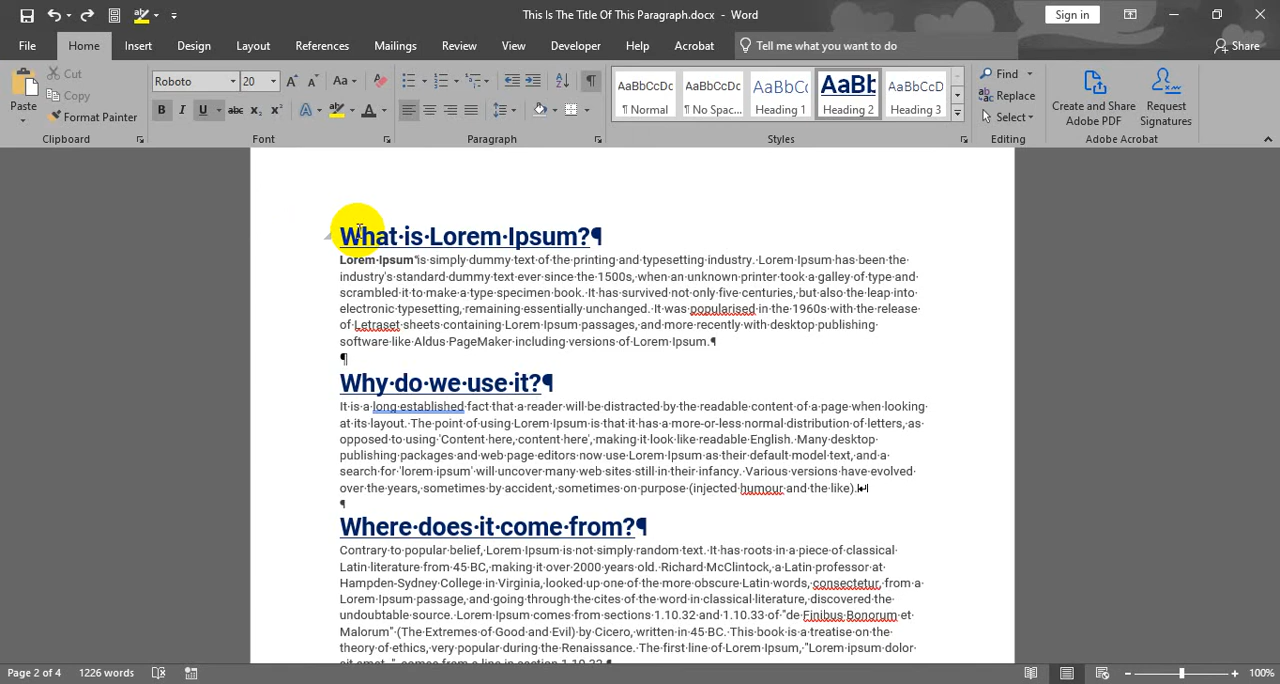 This Is The Title Of This Paragraph.docx - Word
Sign in
File Home Insert Design Layout References Mailings Review View Developer Help Acrobat Tell me what you want to do Share
Paste
Cut
Copy
Format Painter
Clipboard
Roboto 20
Font
Paragraph
AaBbCcDc AaBbCcDc AaBbCc AaBb AaBbCcD
¶ Normal ¶ No Spac... Heading 1 Heading 2 Heading 3
Styles
Find
Replace
Select
Editing
Create and Share Adobe PDF
Request Signatures
Adobe Acrobat
What·is·Lorem·Ipsum?¶
Lorem·Ipsum°is·simply·dummy·text·of·the·printing·and·typesetting·industry.·Lorem·Ipsum·has·been·the·
industry's·standard·dummy·text·ever·since·the·1500s,·when·an·unknown·printer·took·a·galley·of·type·and·
scrambled·it·to·make·a·type·specimen·book.·It·has·survived·not·only·five·centuries,·but·also·the·leap·into·
electronic·typesetting,·remaining·essentially·unchanged.·It·was·popularised·in·the·1960s·with·the·release·
of·Letraset·sheets·containing·Lorem·Ipsum·passages,·and·more·recently·with·desktop·publishing·
software·like·Aldus·PageMaker·including·versions·of·Lorem·Ipsum.¶
¶
Why·do·we·use·it?¶
It·is·a·long·established·fact·that·a·reader·will·be·distracted·by·the·readable·content·of·a·page·when·looking·
at·its·layout.·The·point·of·using·Lorem·Ipsum·is·that·it·has·a·more-or-less·normal·distribution·of·letters,·as·
opposed·to·using·'Content·here,·content·here',·making·it·look·like·readable·English.·Many·desktop·
publishing·packages·and·web·page·editors·now·use·Lorem·Ipsum·as·their·default·model·text,·and·a·
search·for·'lorem·ipsum'·will·uncover·many·web·sites·still·in·their·infancy.·Various·versions·have·evolved·
over·the·years,·sometimes·by·accident,·sometimes·on·purpose·(injected·humour·and·the·like).↵
¶
Where·does·it·come·from?¶
Contrary·to·popular·belief,·Lorem·Ipsum·is·not·simply·random·text.·It·has·roots·in·a·piece·of·classical·
Latin·literature·from·45·BC,·making·it·over·2000·years·old.·Richard·McClintock,·a·Latin·professor·at·
Hampden-Sydney·College·in·Virginia,·looked·up·one·of·the·more·obscure·Latin·words,·consectetur,·from·a·
Lorem·Ipsum·passage,·and·going·through·the·cites·of·the·word·in·classical·literature,·discovered·the·
undoubtable·source.·Lorem·Ipsum·comes·from·sections·1.10.32·and·1.10.33·of·"de·Finibus·Bonorum·et·
Malorum"·(The·Extremes·of·Good·and·Evil)·by·Cicero,·written·in·45·BC.·This·book·is·a·treatise·on·the·
theory·of·ethics,·very·popular·during·the·Renaissance.·The·first·line·of·Lorem·Ipsum,·"Lorem·ipsum·dolor·
sit·amet..",·comes·from·a·line·in·section·1.10.32.¶
Page 2 of 4 1226 words 100%